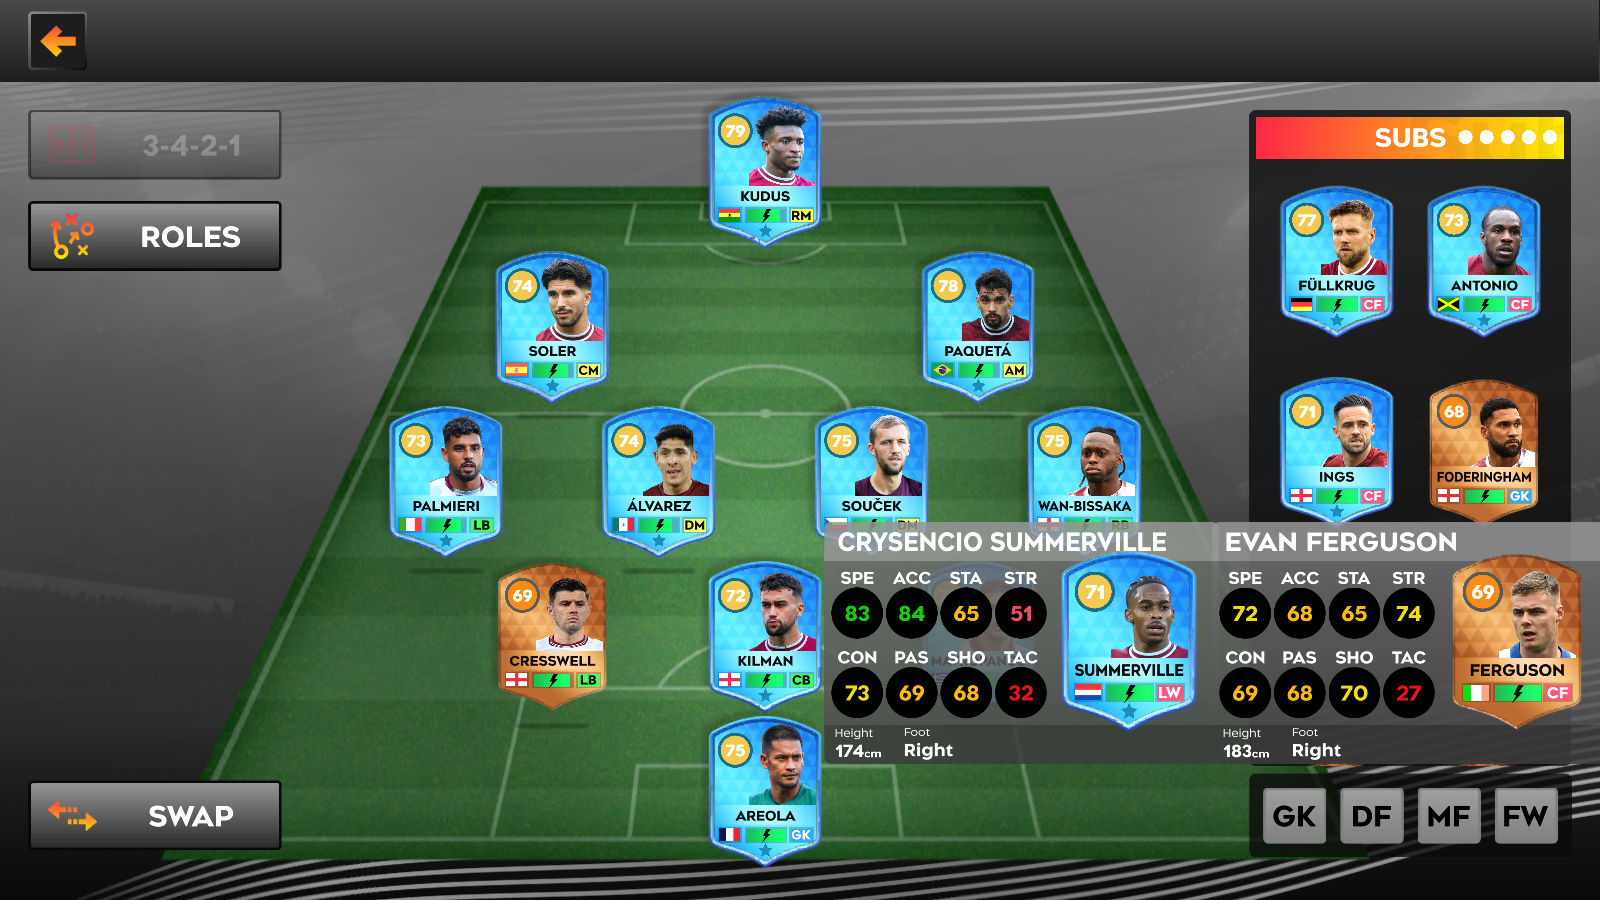 3-4-2-1
ROLES
SWAP
79
KUDUS
RM
74
SOLER
CM
78
PAQUETÁ
AM
73
PALMIERI
LB
74
ÁLVAREZ
DM
75
SOUČEK
DM
75
WAN-BISSAKA
RB
69
CRESSWELL
LB
72
KILMAN
CB
75
AREOLA
GK
SUBS
77
FÜLLKRUG
CF
73
ANTONIO
CF
71
INGS
CF
68
FODERINGHAM
GK
CRYSENCIO SUMMERVILLE
SPE ACC STA STR
83 84 65 51
CON PAS SHO TAC
73 69 68 32
Height Foot
174cm Right
71
SUMMERVILLE
LW
EVAN FERGUSON
SPE ACC STA STR
72 68 65 74
CON PAS SHO TAC
69 68 70 27
Height Foot
183cm Right
69
FERGUSON
CF
GK DF MF FW